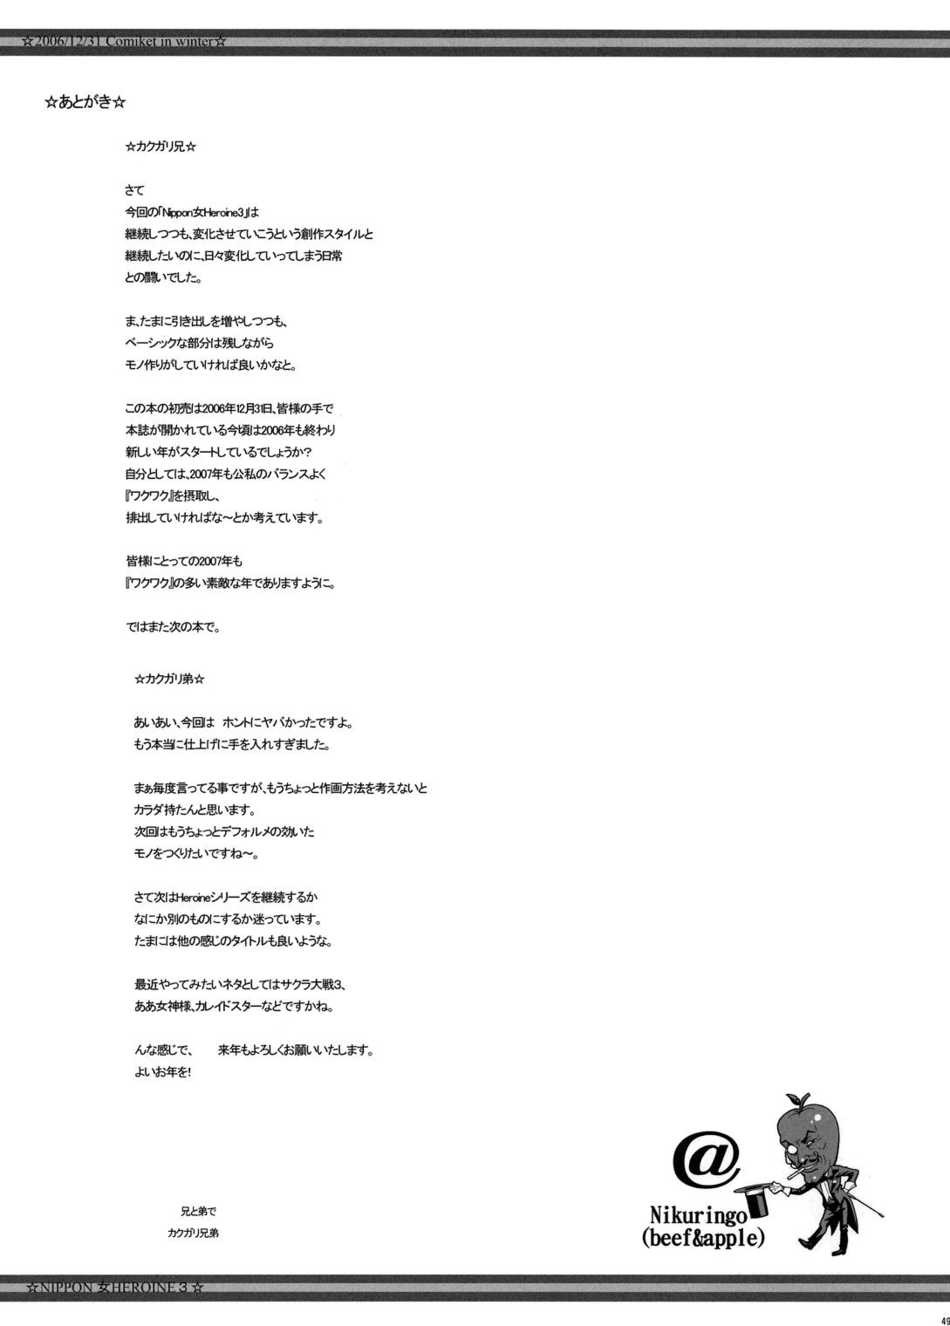 ☆2006/12/31 Comiket in winter☆
☆あとがき☆
☆カクガリ兄☆
さて
今回の「Nippon女Heroine3」は
継続しつつも、変化させていこうという創作スタイルと
継続したいのに、日々変化していってしまう日常
との闘いでした。
ま、たまに引き出しを増やしつつも、
ベーシックな部分は残しながら
モノ作りがしていければ良いかなと。
この本の初売は2006年12月31日、皆様の手で
本誌が開かれている今頃は2006年も終わり
新しい年がスタートしているでしょうか?
自分としては、2007年も公私のバランスよく
『ワクワク』を摂取し、
排出していければな～とか考えています。
皆様にとっての2007年も
『ワクワク』の多い素敵な年でありますように。
ではまた次の本で。
☆カクガリ弟☆
あいあい、今回は　ホントにヤバかったですよ。
もう本当に仕上げに手を入れすぎました。
まぁ毎度言ってる事ですが、もうちょっと作画方法を考えないと
カラダ持たんと思います。
次回はもうちょっとデフォルメの効いた
モノをつくりたいですね～。
さて次はHeroineシリーズを継続するか
なにか別のものにするか迷っています。
たまには他の感じのタイトルも良いような。
最近やってみたいネタとしてはサクラ大戦3、
ああ女神様、カレイドスターなどですかね。
んな感じで、　来年もよろしくお願いいたします。
よいお年を!
兄と弟で
カクガリ兄弟
@
Nikuringo
(beef&apple)
☆NIPPON 女HEROINE 3 ☆
49